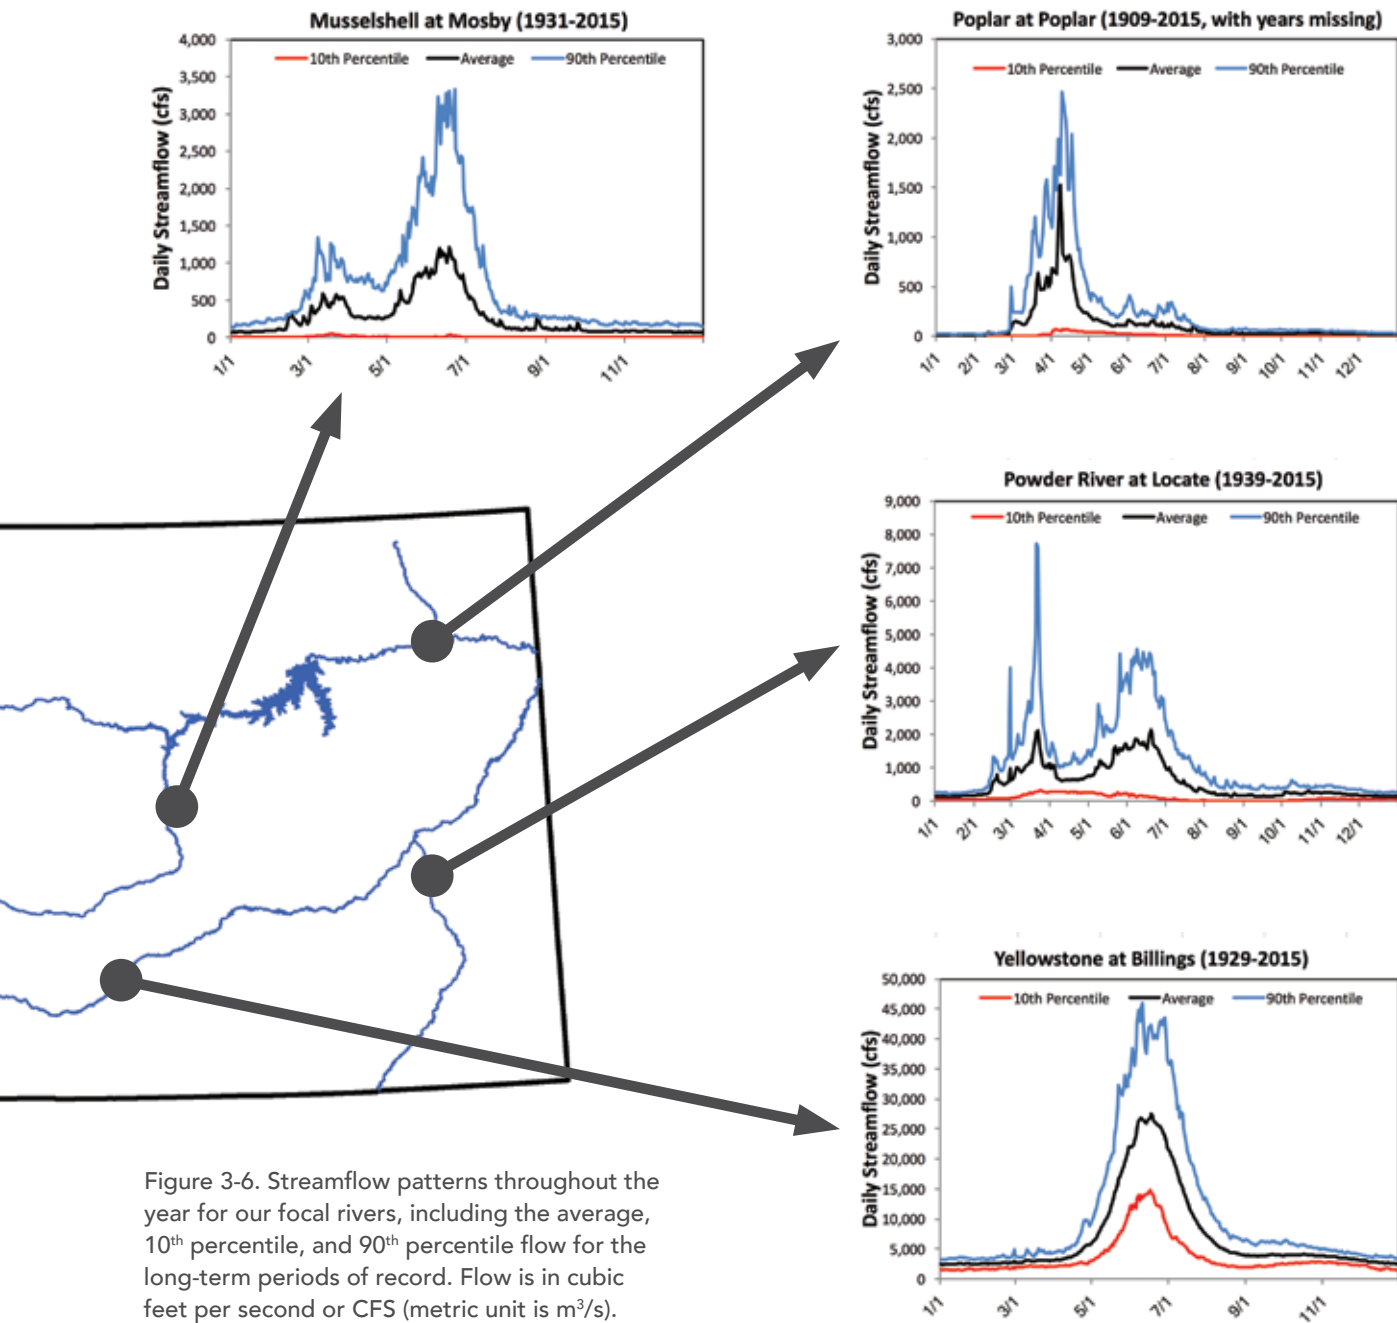 Musselshell at Mosby (1931-2015)
4,000
3,500
3,000
2,500
2,000
1,500
1,000
500
0
Daily Streamflow (cfs)
10th Percentile Average 90th Percentile
1/1 3/1 5/1 7/1 9/1 11/1
Poplar at Poplar (1909-2015, with years missing)
3,000
2,500
2,000
1,500
1,000
500
0
Daily Streamflow (cfs)
10th Percentile Average 90th Percentile
1/1 2/1 3/1 4/1 5/1 6/1 7/1 8/1 9/1 10/1 11/1 12/1
Powder River at Locate (1939-2015)
9,000
8,000
7,000
6,000
5,000
4,000
3,000
2,000
1,000
0
Daily Streamflow (cfs)
10th Percentile Average 90th Percentile
1/1 2/1 3/1 4/1 5/1 6/1 7/1 8/1 9/1 10/1 11/1 12/1
Yellowstone at Billings (1929-2015)
50,000
45,000
40,000
35,000
30,000
25,000
20,000
15,000
10,000
5,000
0
Daily Streamflow (cfs)
10th Percentile Average 90th Percentile
1/1 3/1 5/1 7/1 9/1 11/1
Figure 3-6. Streamflow patterns throughout the
year for our focal rivers, including the average,
10th percentile, and 90th percentile flow for the
long-term periods of record. Flow is in cubic
feet per second or CFS (metric unit is m³/s).